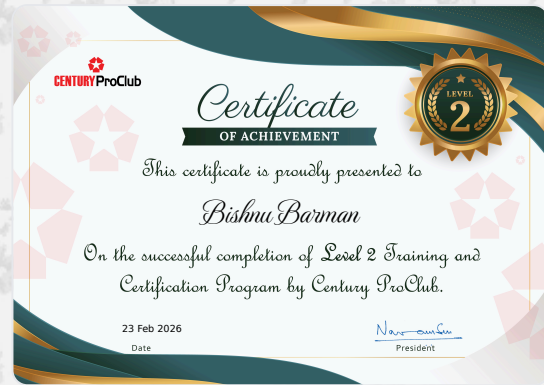 CENTURY ProClub
LEVEL
2
Certificate
OF ACHIEVEMENT
This certificate is proudly presented to
Bishnu Barman
On the successful completion of Level 2 Training and
Certification Program by Century ProClub.
23 Feb 2026
Date
President